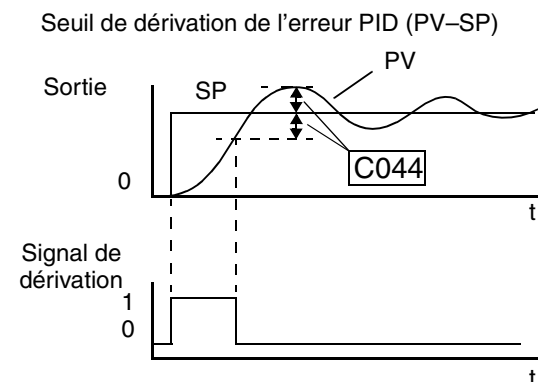 Seuil de dérivation de l'erreur PID (PV–SP)
PV
Sortie
SP
C044
0
t
Signal de
dérivation
1
0
t